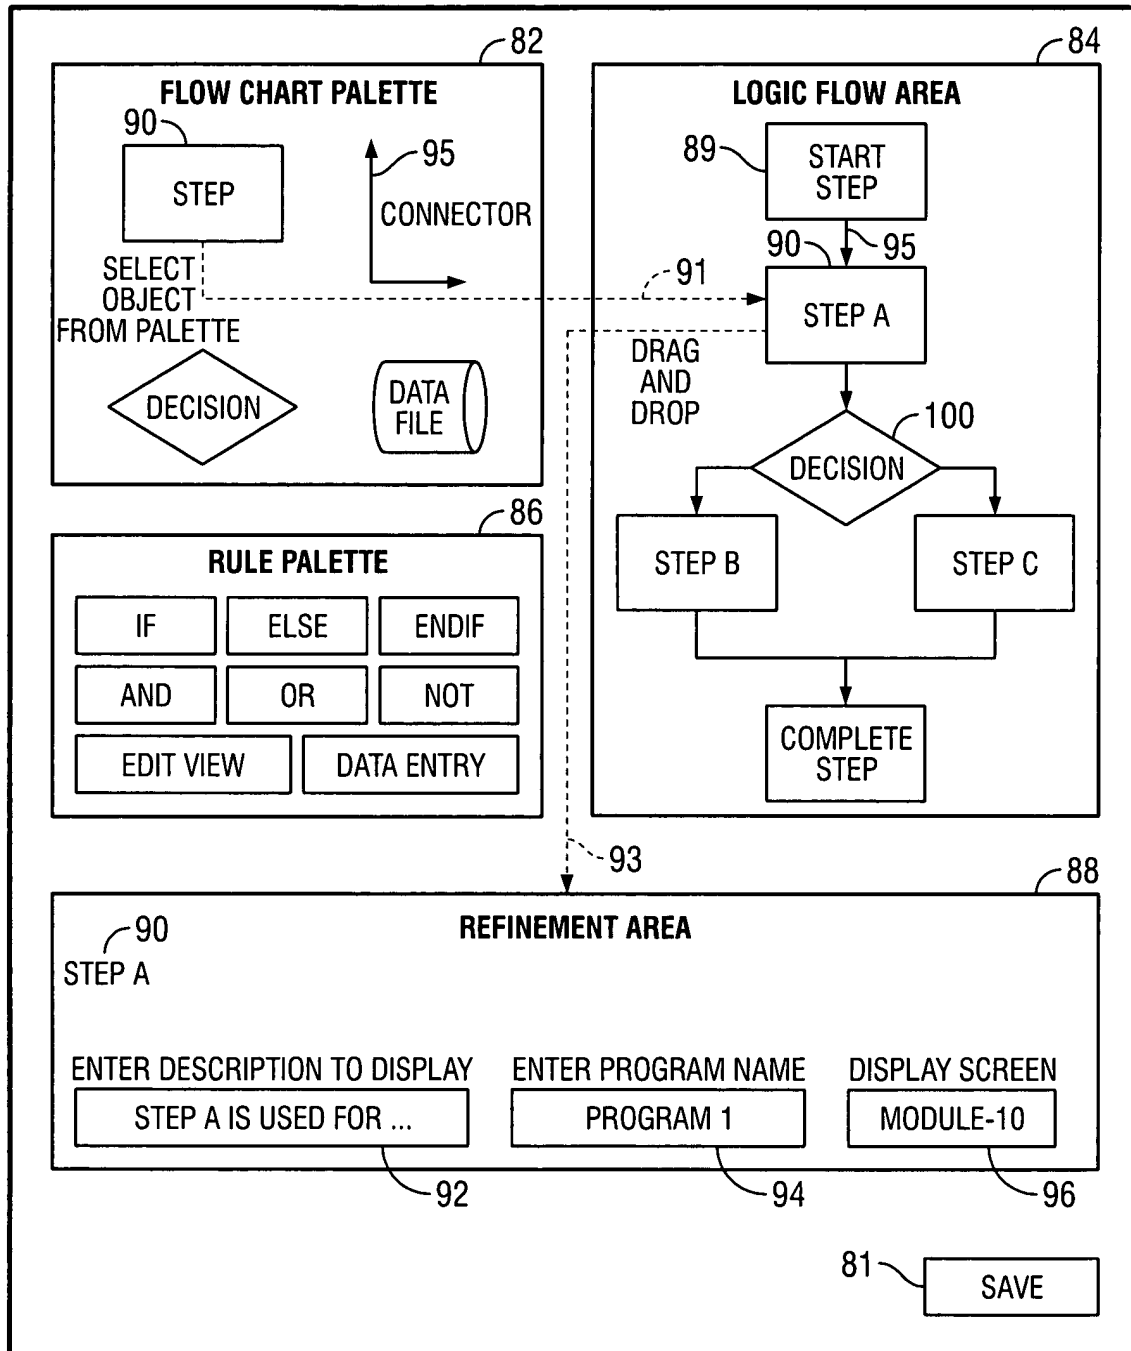 82
FLOW CHART PALETTE
90
STEP
95
CONNECTOR
SELECT
OBJECT
FROM PALETTE
DECISION
DATA
FILE
84
LOGIC FLOW AREA
89
START
STEP
95
90
91
STEP A
DRAG
AND
DROP
100
DECISION
STEP B
STEP C
COMPLETE
STEP
86
RULE PALETTE
IF ELSE ENDIF
AND OR NOT
EDIT VIEW DATA ENTRY
93
88
REFINEMENT AREA
90
STEP A
ENTER DESCRIPTION TO DISPLAY ENTER PROGRAM NAME DISPLAY SCREEN
STEP A IS USED FOR ... PROGRAM 1 MODULE-10
92 94 96
81 SAVE